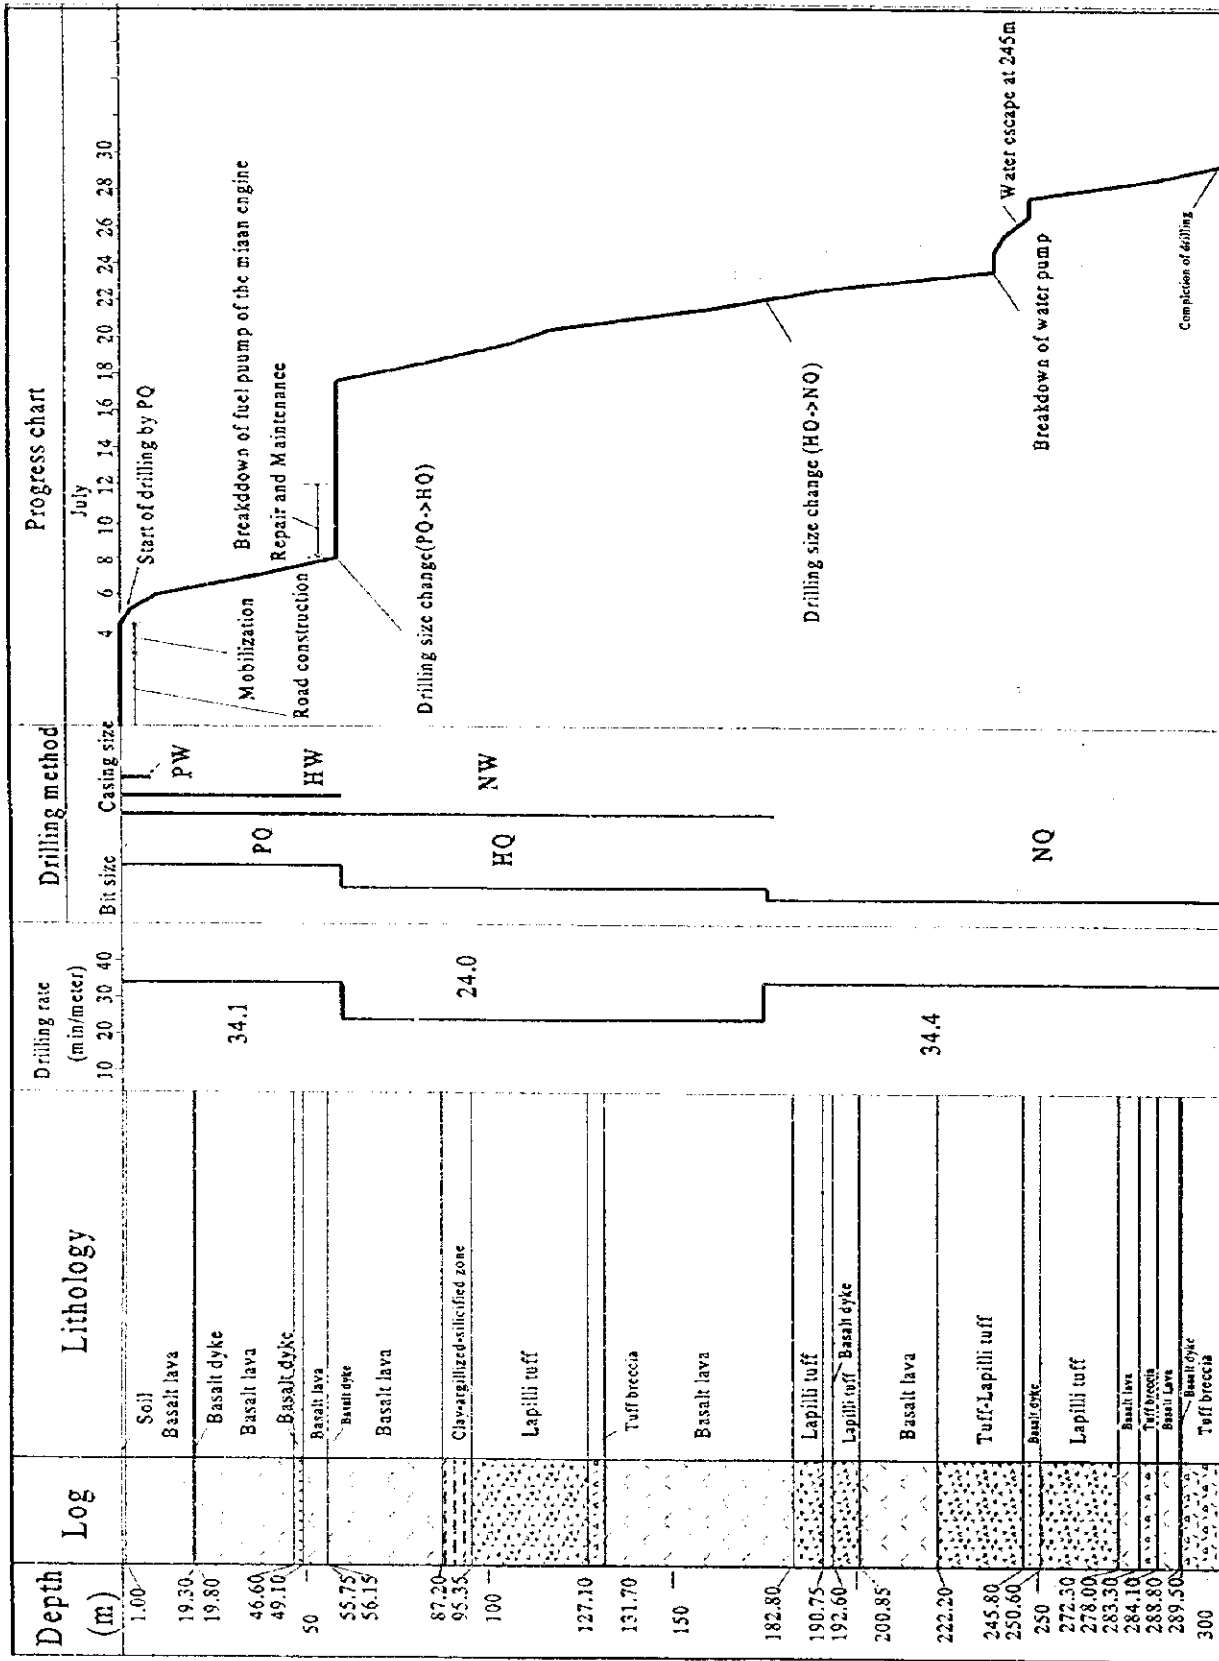 Depth
(m)
Log
Lithology
Drilling rate
(min/meter)
10 20 30 40
Drilling method
Bit size
Casing size
Progress chart
July
4 6 8 10 12 14 16 18 20 22 24 26 28 30
1.00
19.30
19.80
46.60
49.10
50
55.75
56.15
87.20
95.35
100
127.10
131.70
150
182.80
190.75
192.60
200.85
222.20
245.80
250.60
250
272.30
278.00
283.30
284.10
288.80
289.50
300
Soil
Basalt lava
Basalt dyke
Basalt lava
Basalt dyke
Basalt lava
Basalt dyke
Basalt lava
Clay-argillized-silicified zone
Lapilli tuff
Tuff breccia
Basalt lava
Lapilli tuff
Basalt dyke
Lapilli tuff
Basalt lava
Tuff-Lapilli tuff
Basalt dyke
Lapilli tuff
Basalt lava
Tuff breccia
Basalt Lava
Basalt dyke
Tuff breccia
34.1
24.0
34.4
PQ
HQ
NQ
PW
HW
NW
Start of drilling by PQ
Mobilization
Road construction
Breakddown of fuel puump of the miaan engine
Repair and Maintenance
Drilling size change(PQ->HQ)
Drilling size change (HQ->NQ)
Breakdown of water pump
Water escape at 245m
Completion of drilling